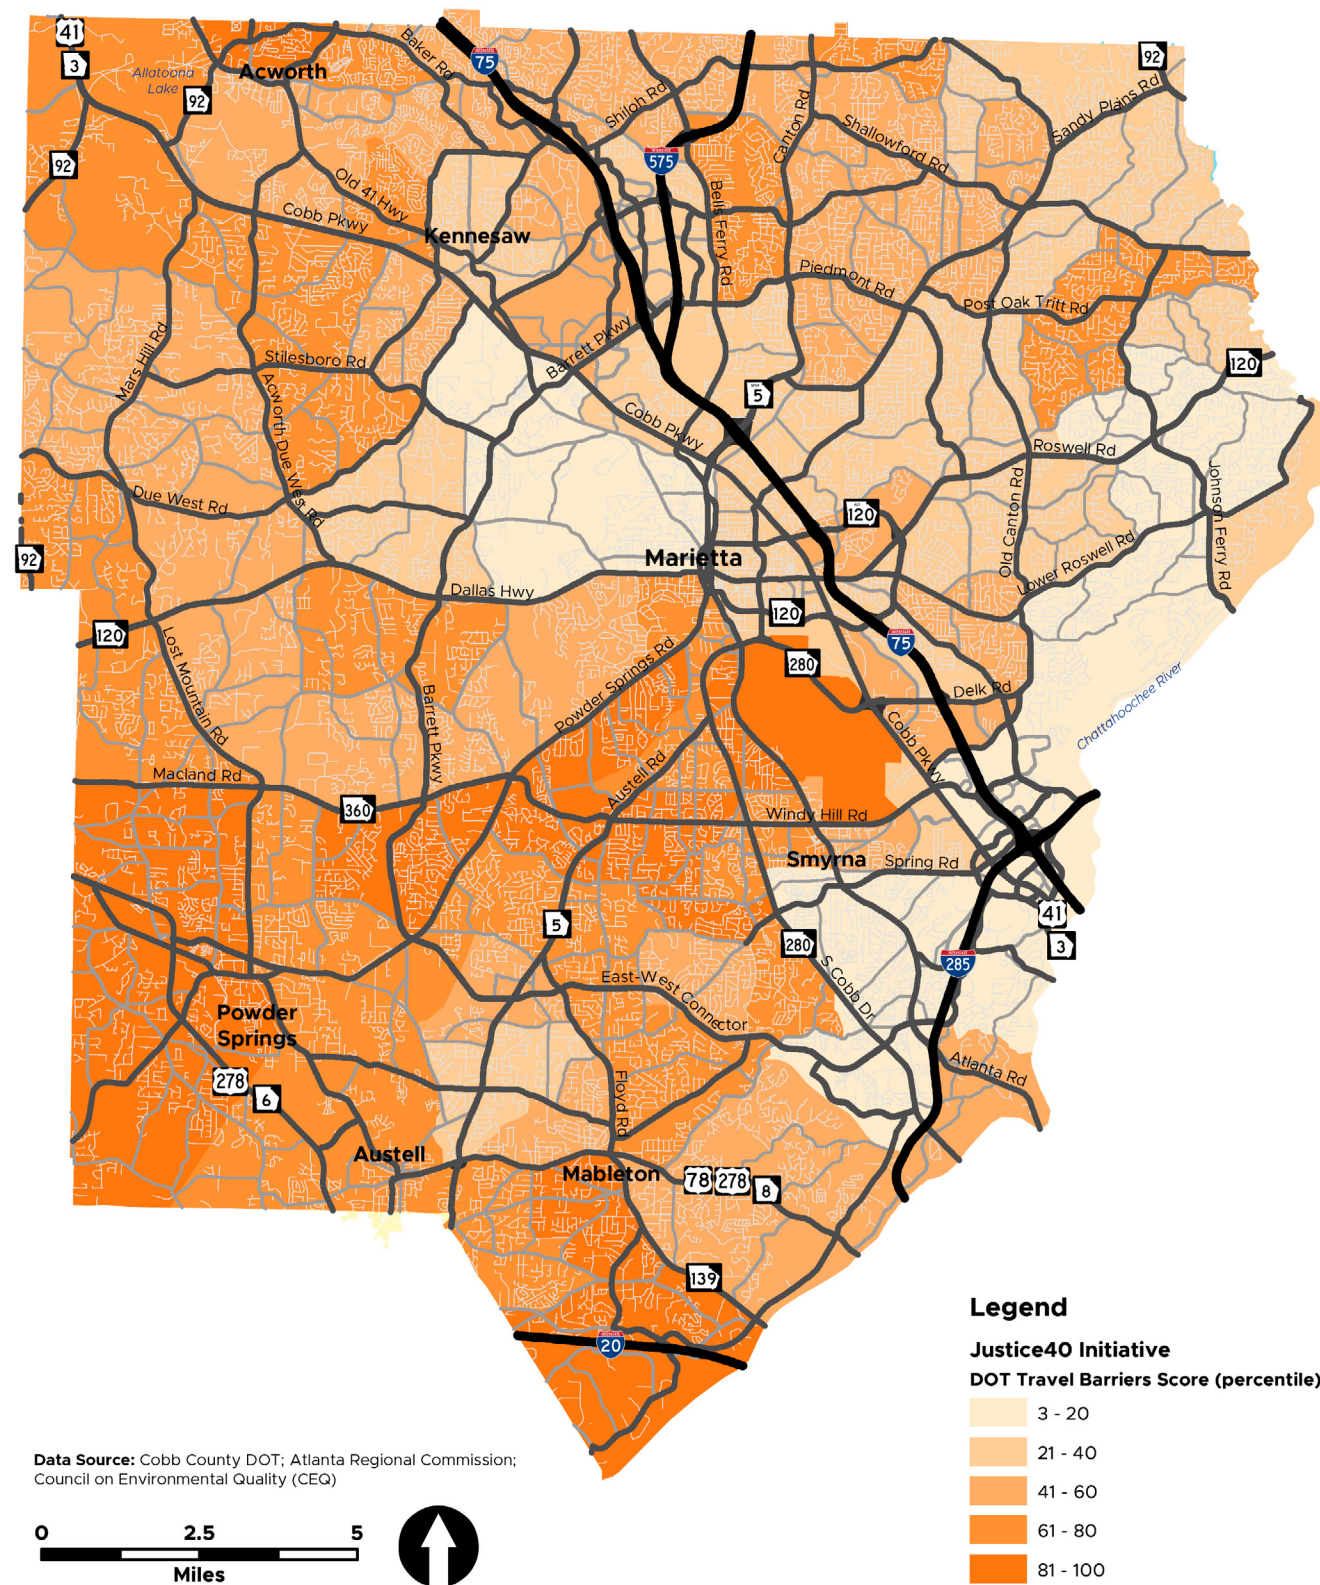 41
3
Allatoona
Lake
92
Acworth
Baker Rd
INTERSTATE
75
92
Shiloh Rd
Canton Rd
Sandy Plains Rd
92
Shallowford Rd
INTERSTATE
575
Old 41 Hwy
Cobb Pkwy
Kennesaw
Bells Ferry Rd
Piedmont Rd
Post Oak Tritt Rd
Mars Hill Rd
Stilesboro Rd
Barrett Pkwy
120
Acworth Due West Rd
5
Cobb Pkwy
Roswell Rd
Johnson Ferry Rd
Due West Rd
120
Old Canton Rd
Lower Roswell Rd
92
Marietta
Dallas Hwy
120
120
INTERSTATE
75
Lost Mountain Rd
Powder Springs Rd
280
Delk Rd
Chattahoochee River
Barrett Pkwy
Cobb Pkwy
Macland Rd
Austell Rd
360
Windy Hill Rd
Smyrna
Spring Rd
5
41
280
3
INTERSTATE
285
S Cobb Dr
East-West Connector
Powder
Springs
Atlanta Rd
278
6
Floyd Rd
Austell
Mableton
78
278
8
139
INTERSTATE
20
Legend
Justice40 Initiative
DOT Travel Barriers Score (percentile)
3 - 20
21 - 40
41 - 60
61 - 80
81 - 100
Data Source: Cobb County DOT; Atlanta Regional Commission;
Council on Environmental Quality (CEQ)
0 2.5 5
Miles